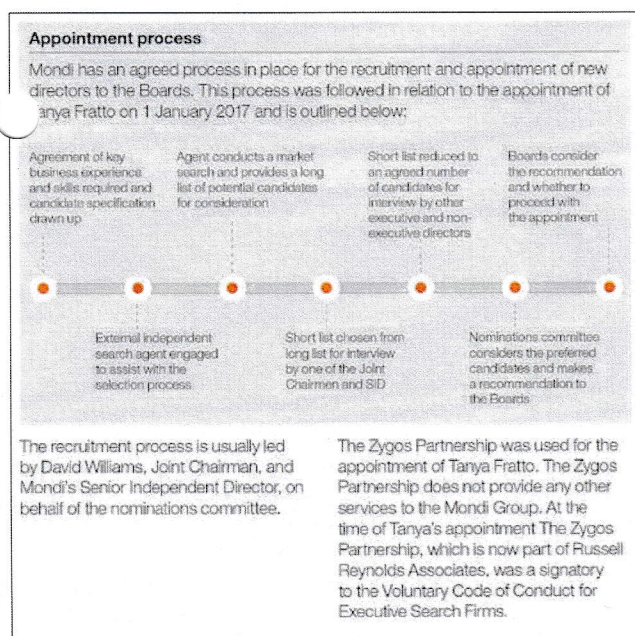 Appointment process
Mondi has an agreed process in place for the recruitment and appointment of new
directors to the Boards. This process was followed in relation to the appointment of
anya Fratto on 1 January 2017 and is outlined below:
Agreement of key
business experience
and skills required and
candidate specification
drawn up
Agent conducts a market
search and provides a long
list of potential candidates
for consideration
Short list reduced to
an agreed number
of candidates for
interview by other
executive and non-
executive directors
Boards consider
the recommendation
and whether to
proceed with
the appointment
External independent
search agent engaged
to assist with the
selection process
Short list chosen from
long list for interview
by one of the Joint
Chairmen and SID
Nominations committee
considers the preferred
candidates and makes
a recommendation to
the Boards
The recruitment process is usually led
by David Williams, Joint Chairman, and
Mondi's Senior Independent Director, on
behalf of the nominations committee.
The Zygos Partnership was used for the
appointment of Tanya Fratto. The Zygos
Partnership does not provide any other
services to the Mondi Group. At the
time of Tanya's appointment The Zygos
Partnership, which is now part of Russell
Reynolds Associates, was a signatory
to the Voluntary Code of Conduct for
Executive Search Firms.